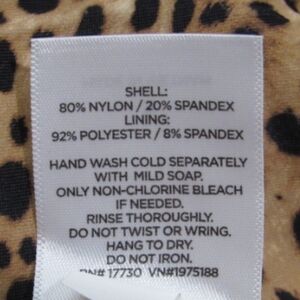 SHELL:
80% NYLON / 20% SPANDEX
LINING:
92% POLYESTER / 8% SPANDEX
HAND WASH COLD SEPARATELY
WITH MILD SOAP.
ONLY NON-CHLORINE BLEACH
IF NEEDED.
RINSE THOROUGHLY.
DO NOT TWIST OR WRING.
HANG TO DRY.
DO NOT IRON.
RN# 17730 VN#1975188